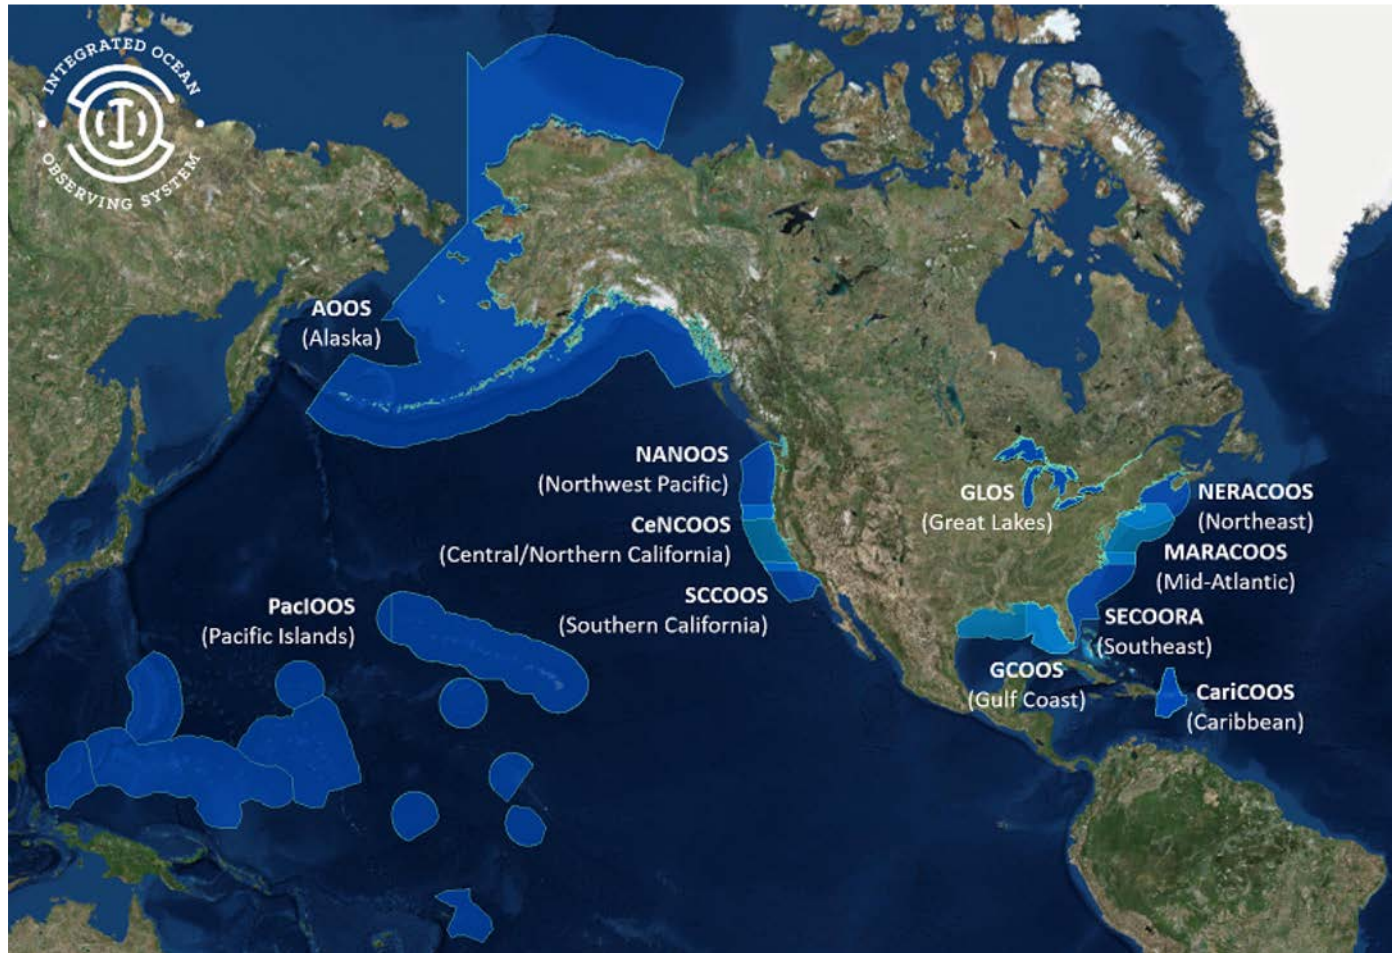 INTEGRATED OCEAN
OBSERVING SYSTEM
AOOS
(Alaska)
NANOOS
(Northwest Pacific)
CeNCOOS
(Central/Northern California)
SCCOOS
(Southern California)
PacIOOS
(Pacific Islands)
GLOS
(Great Lakes)
NERACOOS
(Northeast)
MARACOOS
(Mid-Atlantic)
SECOORA
(Southeast)
GCOOS
(Gulf Coast)
CariCOOS
(Caribbean)